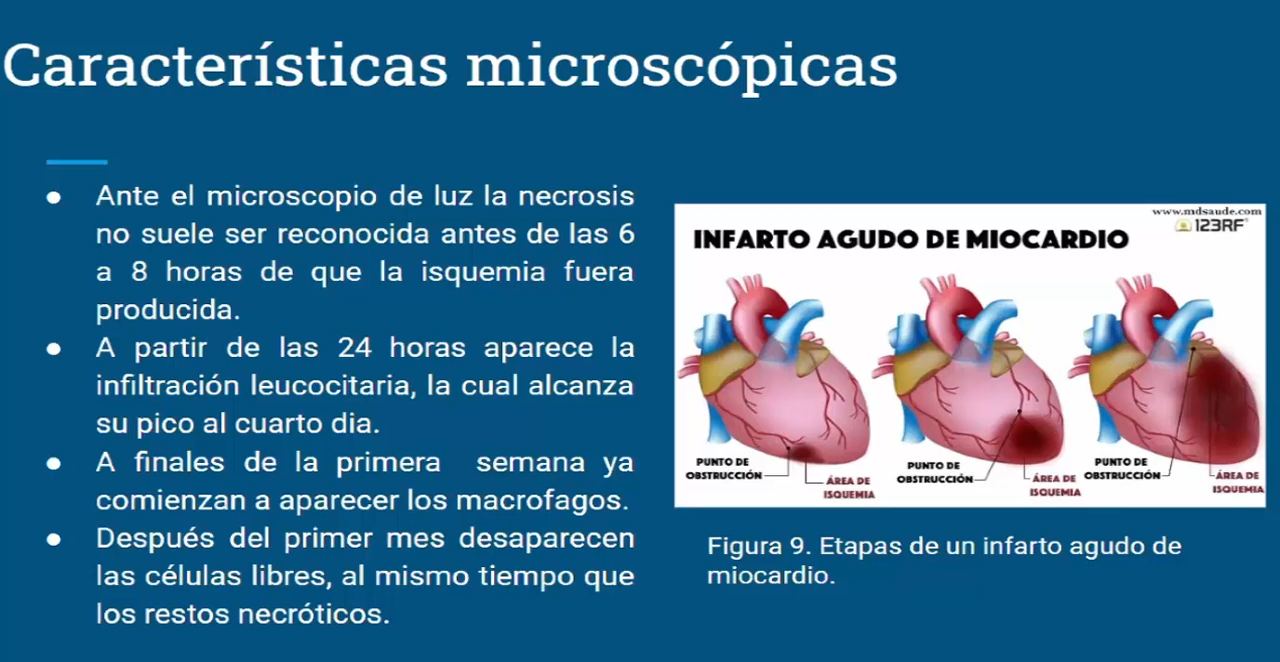 Características microscópicas
● Ante el microscopio de luz la necrosis
no suele ser reconocida antes de las 6
a 8 horas de que la isquemia fuera
producida.
● A partir de las 24 horas aparece la
infiltración leucocitaria, la cual alcanza
su pico al cuarto dia.
● A finales de la primera semana ya
comienzan a aparecer los macrofagos.
● Después del primer mes desaparecen
las células libres, al mismo tiempo que
los restos necróticos.
www.mdsaude.com
123RF
INFARTO AGUDO DE MIOCARDIO
PUNTO DE
OBSTRUCCIÓN
ÁREA DE
ISQUEMIA
PUNTO DE
OBSTRUCCIÓN
ÁREA DE
ISQUEMIA
PUNTO DE
OBSTRUCCIÓN
ÁREA DE
ISQUEMIA
Figura 9. Etapas de un infarto agudo de
miocardio.